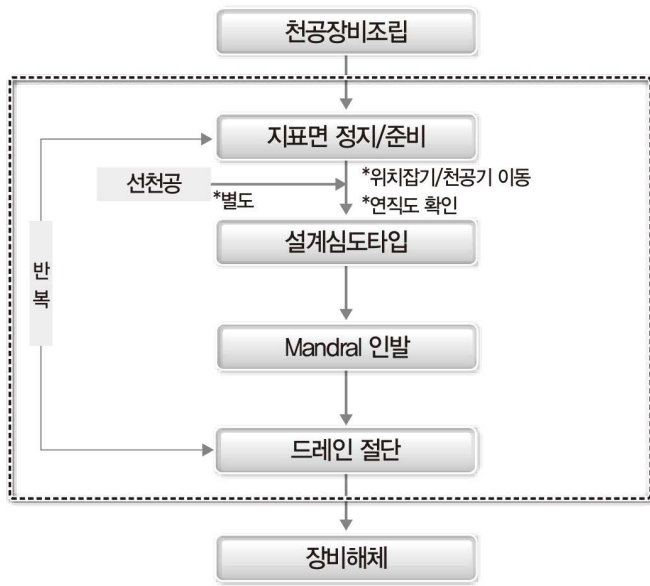 천공장비조립
지표면 정지/준비
*위치잡기/천공기 이동
선천공
*별도
*연직도 확인
설계심도타입
반
복
Mandral 인발
드레인 절단
장비해체